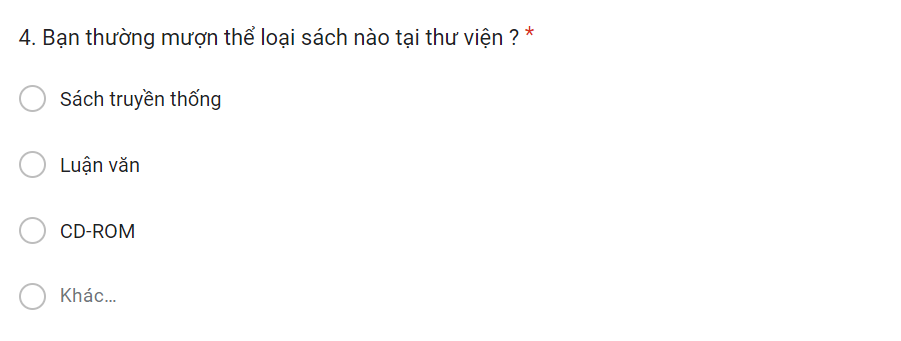 4. Bạn thường mượn thể loại sách nào tại thư viện ? *
Sách truyền thống
Luận văn
CD-ROM
Khác...